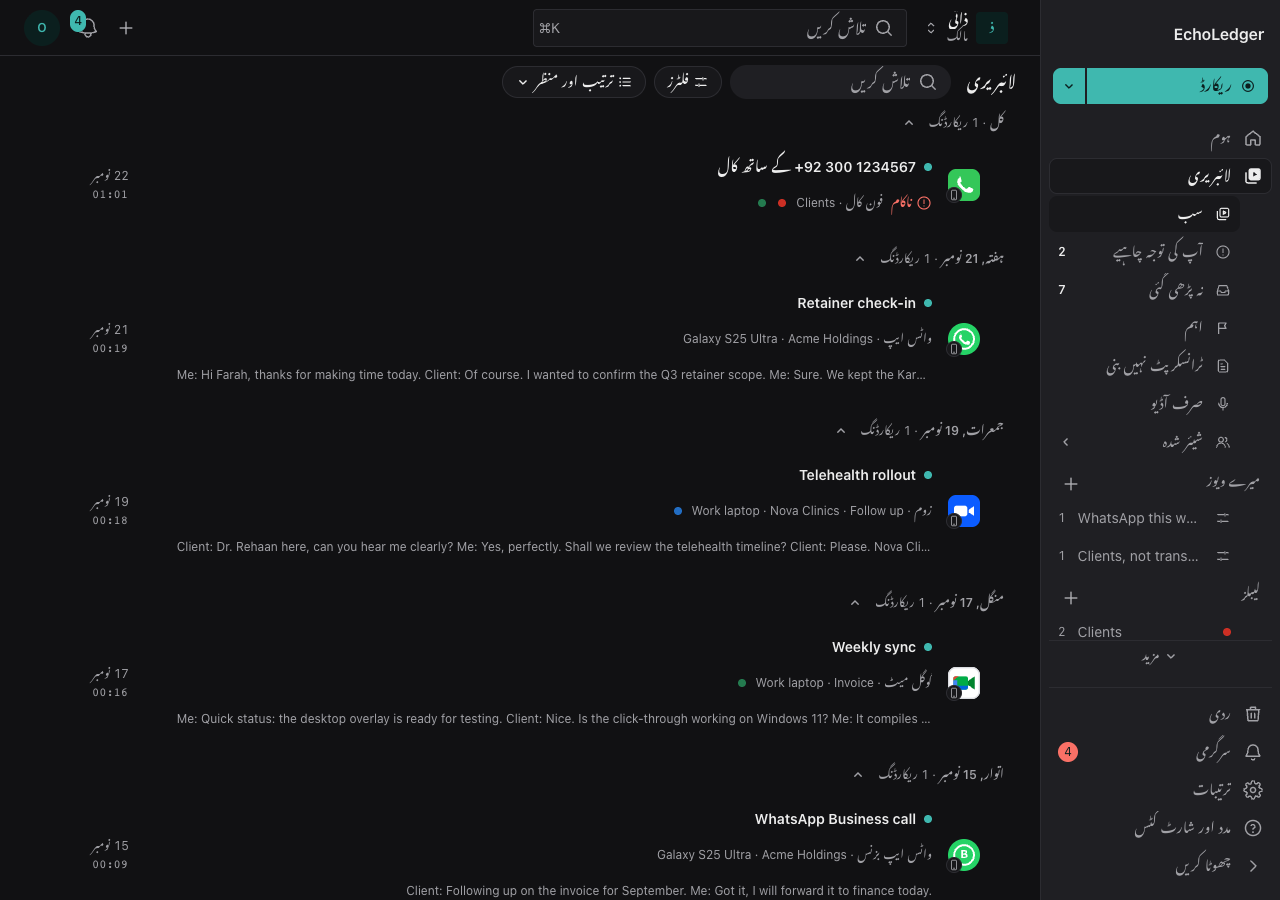 EchoLedger
ریکارڈ
ہوم
لائبریری
سب
آپ کی توجہ چاہیے 2
نہ پڑھی گئی 7
اہم
ٹرانسکرپٹ نہیں بنی
صرف آڈیو
شیئر شدہ
میرے ویوز
WhatsApp this w... 1
Clients, not trans... 1
لیبلز
Clients 2
مزید
ردی
سرگرمی 4
ترتیبات
مدد اور شارٹ کٹس
چھوٹا کریں
ذ ذاتی
مالک
تلاش کریں ⌘K
4
O
لائبریری
تلاش کریں
فلٹرز
ترتیب اور منظر
کل · 1 ریکارڈنگ
+92 300 1234567 کے ساتھ کال
ناکام فون کال · Clients
22 نومبر
01:01
ہفتہ, 21 نومبر · 1 ریکارڈنگ
Retainer check-in
واٹس ایپ · Galaxy S25 Ultra · Acme Holdings
Me: Hi Farah, thanks for making time today. Client: Of course. I wanted to confirm the Q3 retainer scope. Me: Sure. We kept the Kar...
21 نومبر
00:19
جمعرات, 19 نومبر · 1 ریکارڈنگ
Telehealth rollout
زوم · Work laptop · Nova Clinics · Follow up
Client: Dr. Rehaan here, can you hear me clearly? Me: Yes, perfectly. Shall we review the telehealth timeline? Client: Please. Nova Cli...
19 نومبر
00:18
منگل, 17 نومبر · 1 ریکارڈنگ
Weekly sync
گوگل میٹ · Work laptop · Invoice
Me: Quick status: the desktop overlay is ready for testing. Client: Nice. Is the click-through working on Windows 11? Me: It compiles ...
17 نومبر
00:16
اتوار, 15 نومبر · 1 ریکارڈنگ
WhatsApp Business call
واٹس ایپ بزنس · Galaxy S25 Ultra · Acme Holdings
Client: Following up on the invoice for September. Me: Got it, I will forward it to finance today.
15 نومبر
00:09